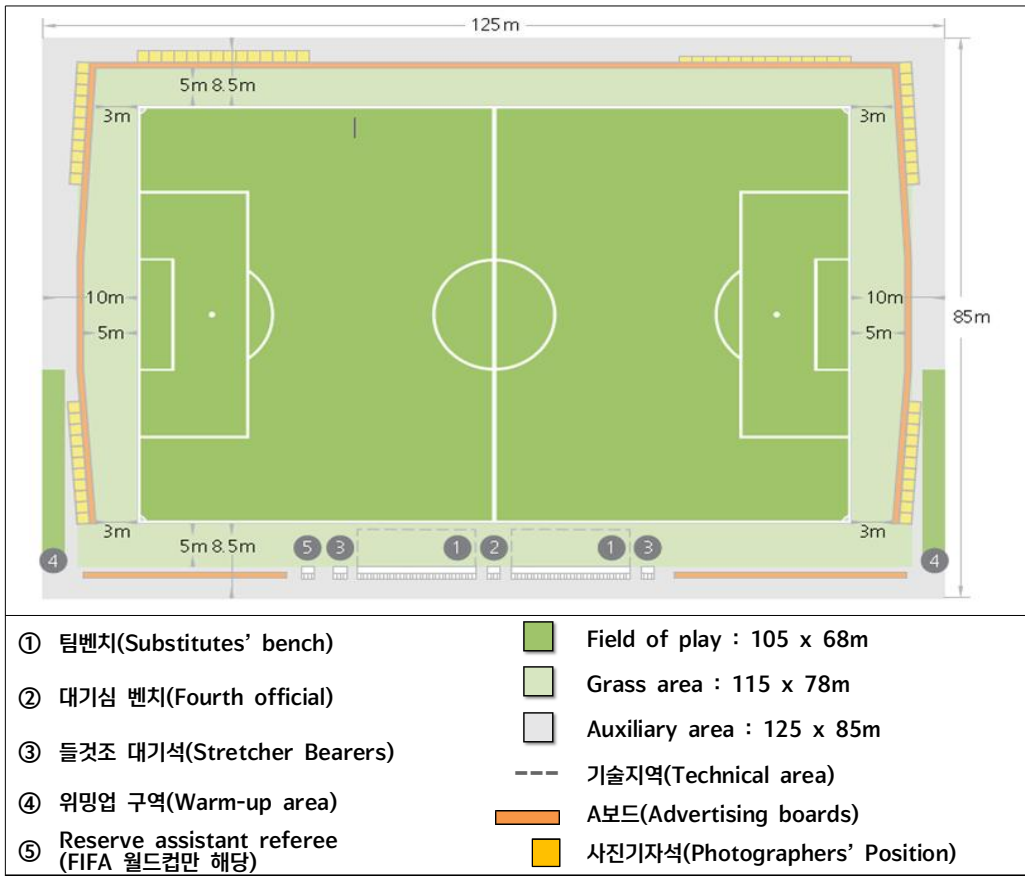 125m
5m 8.5m
3m
3m
10m
10m
5m
5m
85m
3m
3m
5m 8.5m
④ ⑤ ③ ① ② ① ③ ④
① 팀벤치(Substitutes' bench)
② 대기심 벤치(Fourth official)
③ 들것조 대기석(Stretcher Bearers)
④ 위밍업 구역(Warm-up area)
⑤ Reserve assistant referee
(FIFA 월드컵만 해당)
Field of play : 105 x 68m
Grass area : 115 x 78m
Auxiliary area : 125 x 85m
기술지역(Technical area)
A보드(Advertising boards)
사진기자석(Photographers' Position)